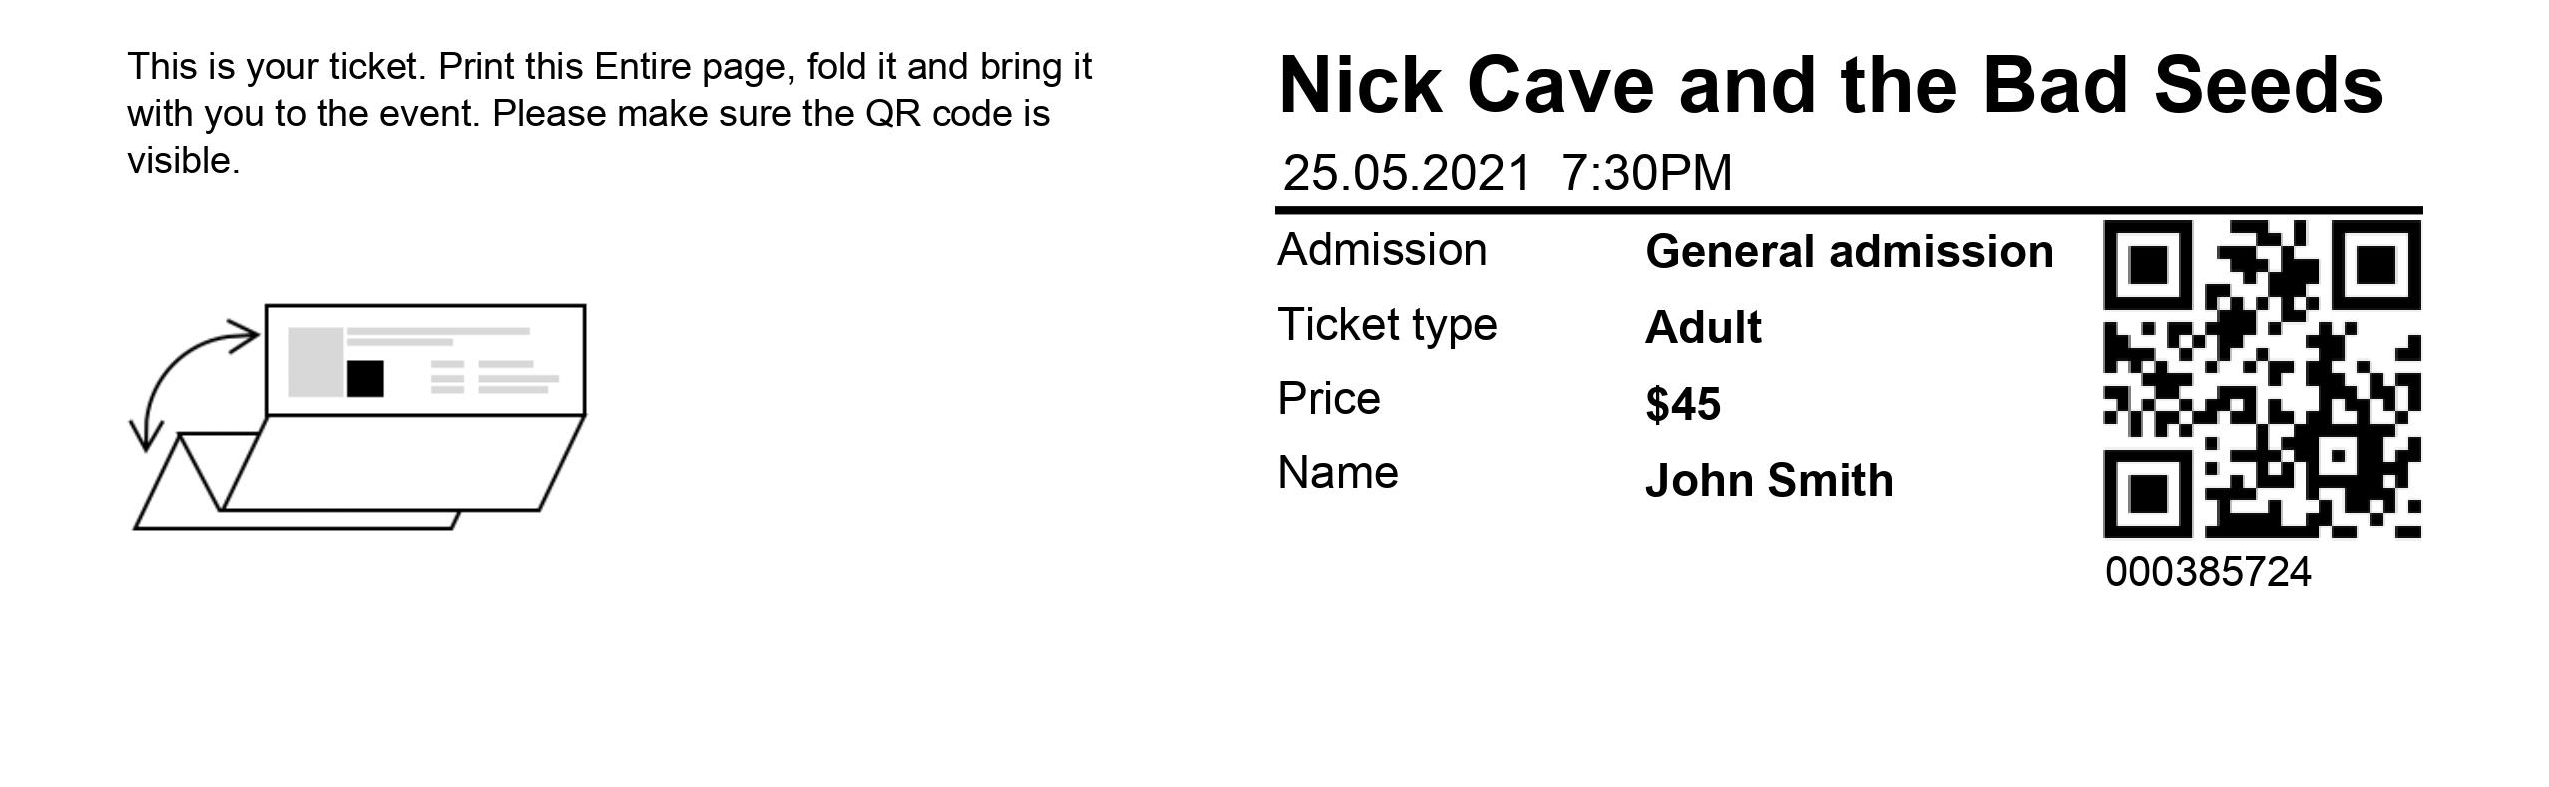 This is your ticket. Print this Entire page, fold it and bring it
with you to the event. Please make sure the QR code is
visible.
Nick Cave and the Bad Seeds
25.05.2021 7:30PM
Admission General admission
Ticket type Adult
Price $45
Name John Smith
000385724